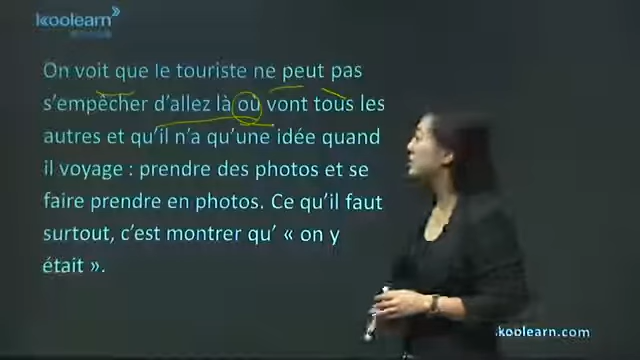 koolearn
On voit que le touriste ne peut pas
s'empêcher d'allez là où vont tous les
autres et qu'il n'a qu'une idée quand
il voyage : prendre des photos et se
faire prendre en photos. Ce qu'il faut
surtout, c'est montrer qu' « on y
était ».
.koolearn.com